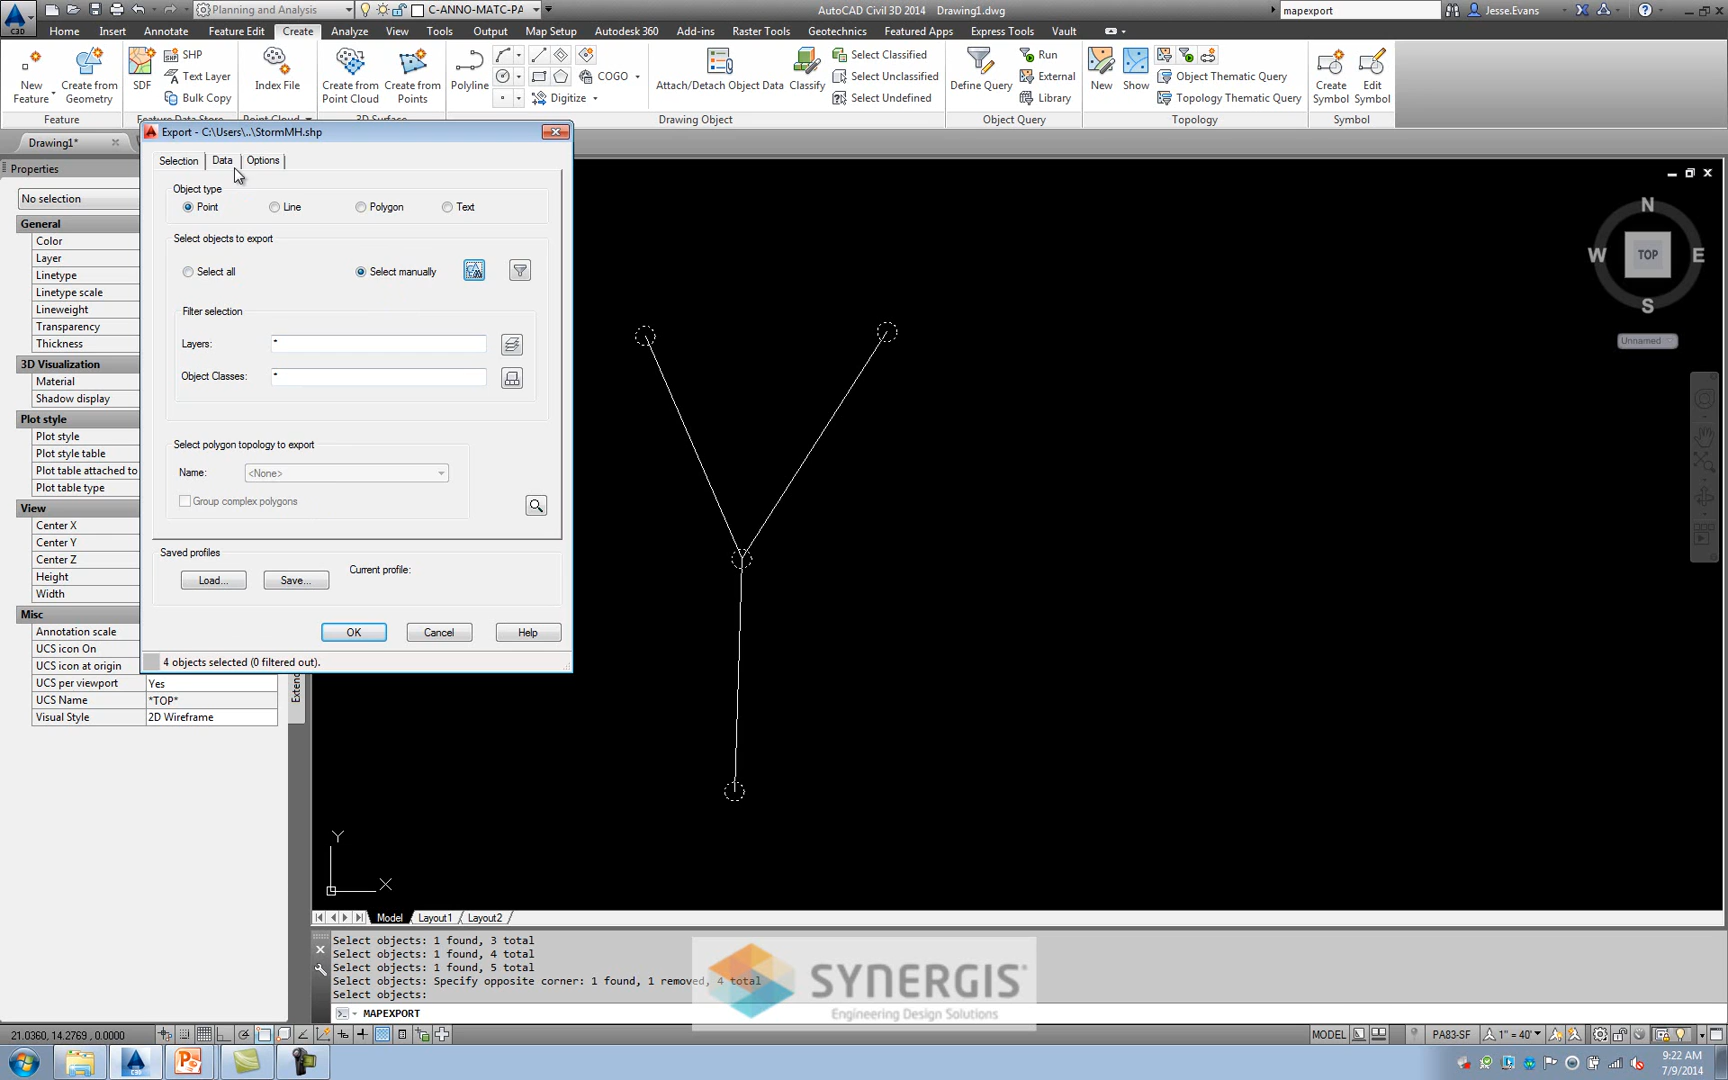 C3D
Planning and Analysis
C-ANNO-MATC-PA
AutoCAD Civil 3D 2014 Drawing1.dwg
mapexport
Jesse.Evans
Home Insert Annotate Feature Edit Create Analyze View Tools Output Map Setup Autodesk 360 Add-ins Raster Tools Geotechnics Featured Apps Express Tools Vault
New Feature
Create from Geometry
Feature
SDF
SHP
Text Layer
Bulk Copy
Feature Data Store
Index File
Create from Point Cloud
Create from Points
Polyline
COGO
Digitize
Attach/Detach Object Data
Classify
Select Classified
Select Unclassified
Select Undefined
Drawing Object
Define Query
Run
External
Library
Object Query
New
Show
Object Thematic Query
Topology Thematic Query
Topology
Create Symbol
Edit Symbol
Symbol
Drawing1*
Export - C:\Users\..\StormMH.shp
Selection Data Options
Object type
Point Line Polygon Text
Select objects to export
Select all Select manually
Filter selection
Layers: *
Object Classes: *
Select polygon topology to export
Name: <None>
Group complex polygons
Saved profiles
Load... Save... Current profile:
OK Cancel Help
4 objects selected (0 filtered out).
Properties
No selection
General
Color
Layer
Linetype
Linetype scale
Lineweight
Transparency
Thickness
3D Visualization
Material
Shadow display
Plot style
Plot style
Plot style table
Plot table attached to
Plot table type
View
Center X
Center Y
Center Z
Height
Width
Misc
Annotation scale
UCS icon On
UCS icon at origin
UCS per viewport Yes
UCS Name *TOP*
Visual Style 2D Wireframe
N
W TOP E
S
Unnamed
Y
X
Model Layout1 Layout2
Select objects: 1 found, 3 total
Select objects: 1 found, 4 total
Select objects: 1 found, 5 total
Select objects: Specify opposite corner: 1 found, 1 removed, 4 total
Select objects:
MAPEXPORT
SYNERGIS
Engineering Design Solutions
21.0360, 14.2769 , 0.0000
MODEL
PA83-SF
1" = 40'
9:22 AM
7/9/2014